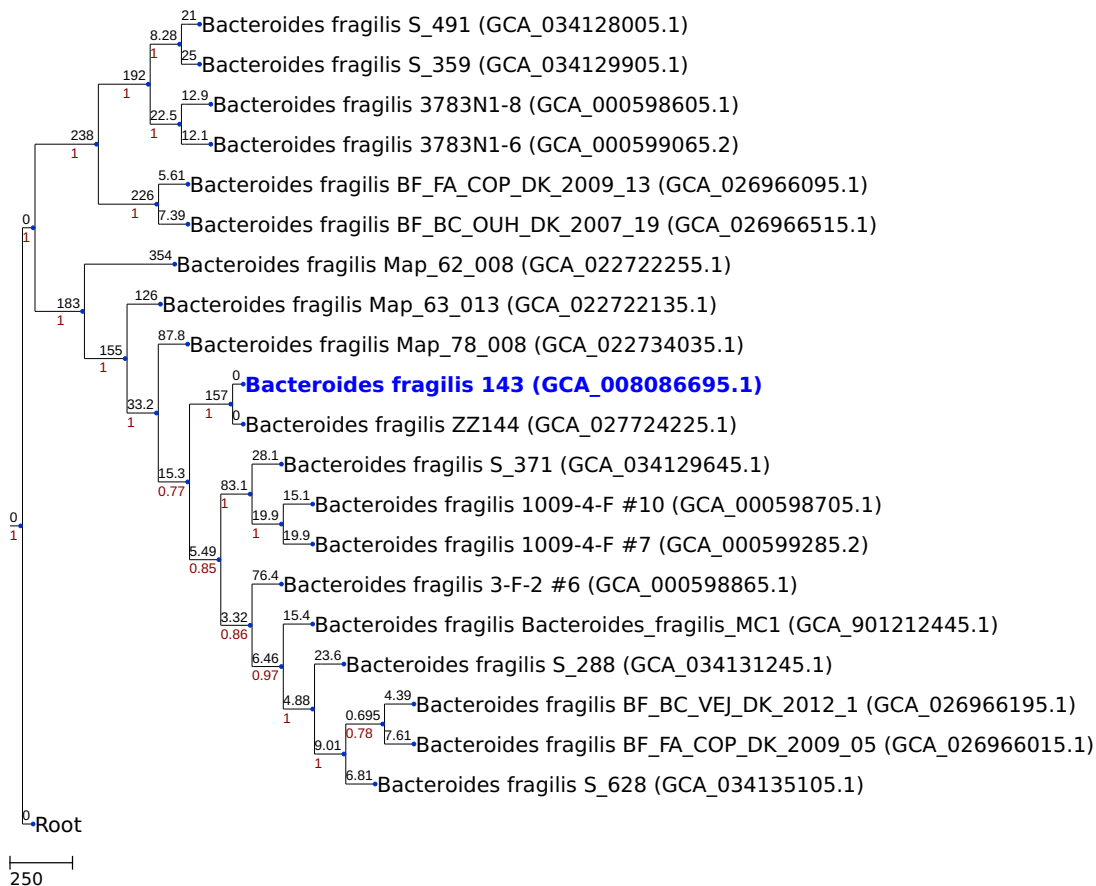 21
Bacteroides fragilis S_491 (GCA_034128005.1)
8.28
1
25
Bacteroides fragilis S_359 (GCA_034129905.1)
192
1
12.9
Bacteroides fragilis 3783N1-8 (GCA_000598605.1)
22.5
1
12.1
Bacteroides fragilis 3783N1-6 (GCA_000599065.2)
238
1
5.61
Bacteroides fragilis BF_FA_COP_DK_2009_13 (GCA_026966095.1)
226
1
7.39
Bacteroides fragilis BF_BC_OUH_DK_2007_19 (GCA_026966515.1)
0
1
354
Bacteroides fragilis Map_62_008 (GCA_022722255.1)
183
1
126
Bacteroides fragilis Map_63_013 (GCA_022722135.1)
155
1
87.8
Bacteroides fragilis Map_78_008 (GCA_022734035.1)
33.2
1
0
Bacteroides fragilis 143 (GCA_008086695.1)
157
1
0
Bacteroides fragilis ZZ144 (GCA_027724225.1)
15.3
0.77
28.1
Bacteroides fragilis S_371 (GCA_034129645.1)
83.1
1
15.1
Bacteroides fragilis 1009-4-F #10 (GCA_000598705.1)
19.9
1
19.9
Bacteroides fragilis 1009-4-F #7 (GCA_000599285.2)
0
1
5.49
0.85
76.4
Bacteroides fragilis 3-F-2 #6 (GCA_000598865.1)
3.32
0.86
15.4
Bacteroides fragilis Bacteroides_fragilis_MC1 (GCA_901212445.1)
6.46
0.97
23.6
Bacteroides fragilis S_288 (GCA_034131245.1)
4.88
1
4.39
Bacteroides fragilis BF_BC_VEJ_DK_2012_1 (GCA_026966195.1)
0.695
0.78
7.61
Bacteroides fragilis BF_FA_COP_DK_2009_05 (GCA_026966015.1)
9.01
1
6.81
Bacteroides fragilis S_628 (GCA_034135105.1)
0
Root
250